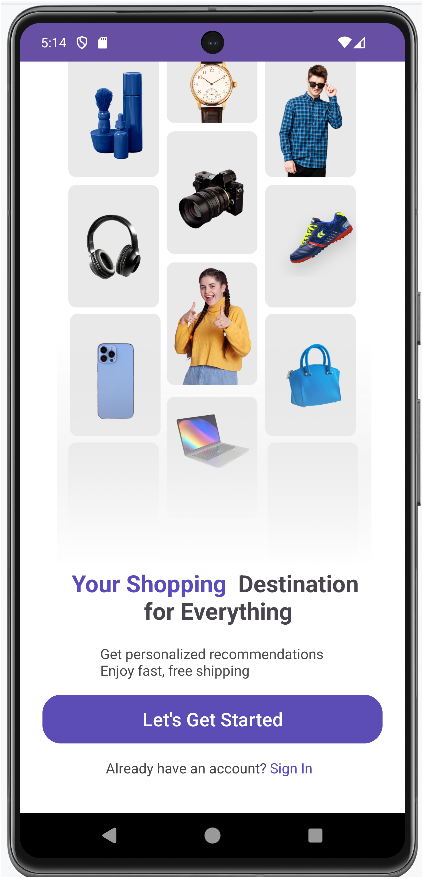 5:14
Your Shopping Destination
for Everything
Get personalized recommendations
Enjoy fast, free shipping
Let's Get Started
Already have an account? Sign In